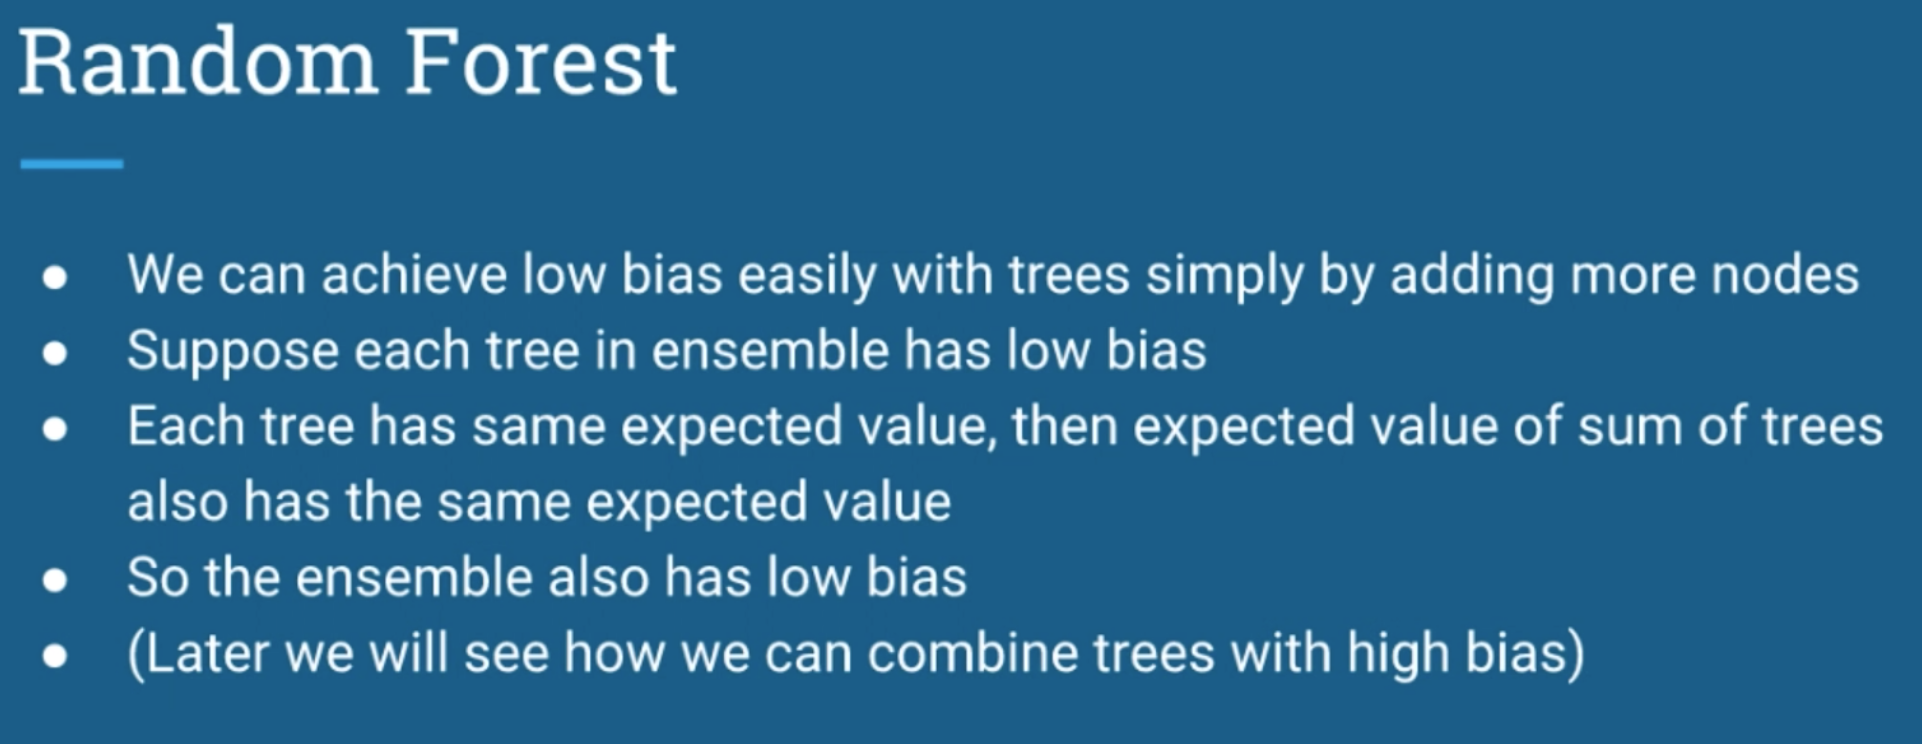 Random Forest
● We can achieve low bias easily with trees simply by adding more nodes
● Suppose each tree in ensemble has low bias
● Each tree has same expected value, then expected value of sum of trees
also has the same expected value
● So the ensemble also has low bias
● (Later we will see how we can combine trees with high bias)